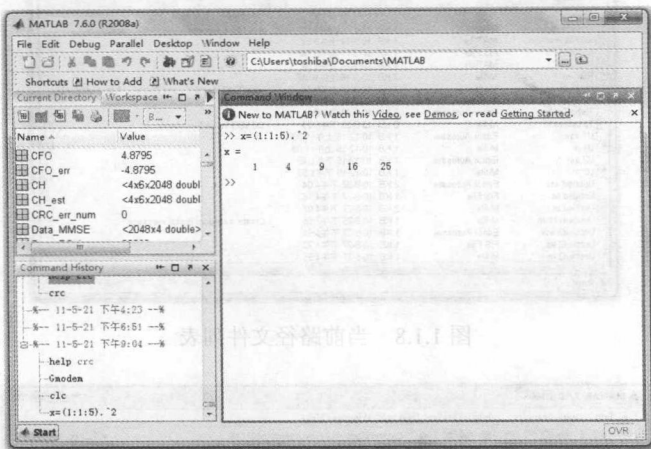 MATLAB 7.6.0 (R2008a)
File Edit Debug Parallel Desktop Window Help
C:\Users\toshiba\Documents\MATLAB
Shortcuts How to Add What's New
Current Directory Workspace
Name Value
CFO 4.8795
CFO_err -4.8795
CH <4x6x2048 doubl
CH_est <4x6x2048 doubl
CRC_err_num 0
Data_MMSE <2048x4 double>
Command History
help crc
crc
%-- 11-5-21 下午4:23 --%
%-- 11-5-21 下午6:51 --%
%-- 11-5-21 下午9:04 --%
help crc
Gmodem
clc
x=(1:1:5).^2
Command Window
New to MATLAB? Watch this Video, see Demos, or read Getting Started.
>> x=(1:1:5).^2
x =
1 4 9 16 25
>>
图 1.1.8 当前路径文件列表
Start
OVR